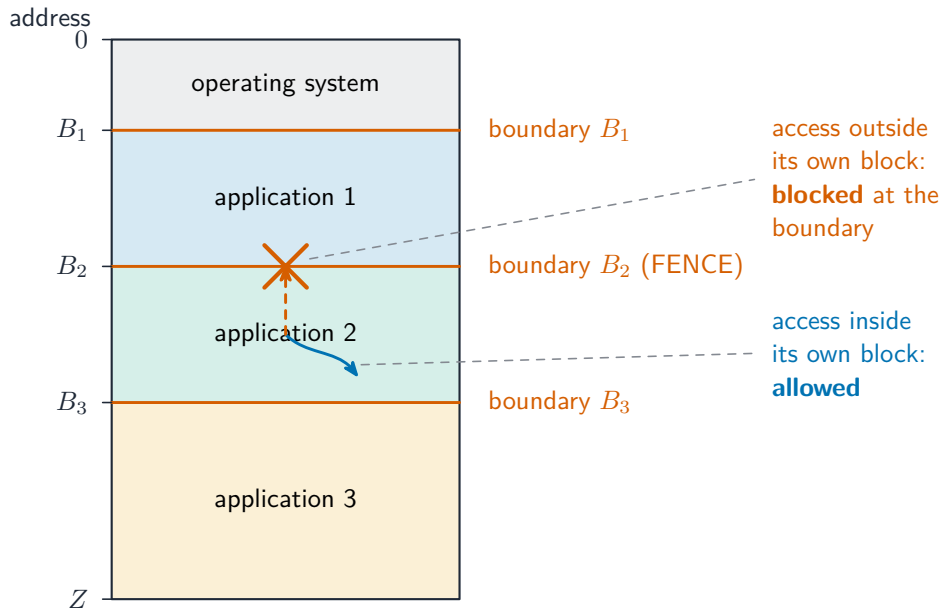 address
0
operating system
B₁
boundary B₁
access outside
its own block:
blocked at the
boundary
application 1
B₂
boundary B₂ (FENCE)
application 2
access inside
its own block:
allowed
B₃
boundary B₃
application 3
Z